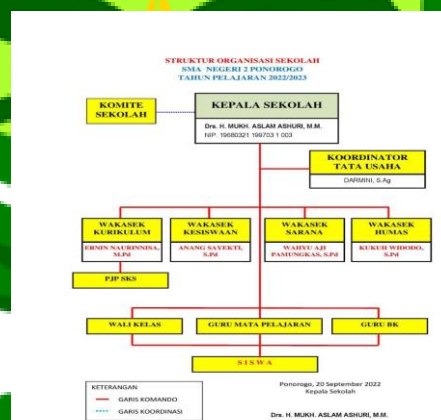 STRUKTUR ORGANISASI SEKOLAH
SMA NEGERI 2 PONOROGO
TAHUN PELAJARAN 2022/2023
KOMITE
SEKOLAH
KEPALA SEKOLAH
Drs. H. MUKH. ASLAM ASHURI, M.M.
NIP. 19680321 199703 1 003
KOORDINATOR
TATA USAHA
DARMINI, S.Ag
WAKASEK
KURIKULUM
ERNIN NAURINNISA,
M.Pd
WAKASEK
KESISWAAN
ANANG SAYEKTI,
S.Pd
WAKASEK
SARANA
WAHYU AJI
PAMUNGKAS, S.Pd
WAKASEK
HUMAS
KUKUH WIDODO,
S.Pd
PJP SKS
WALI KELAS
GURU MATA PELAJARAN
GURU BK
SISWA
KETERANGAN
GARIS KOMANDO
GARIS KOORDINASI
Ponorogo, 20 September 2022
Kepala Sekolah
Drs. H. MUKH. ASLAM ASHURI, M.M.